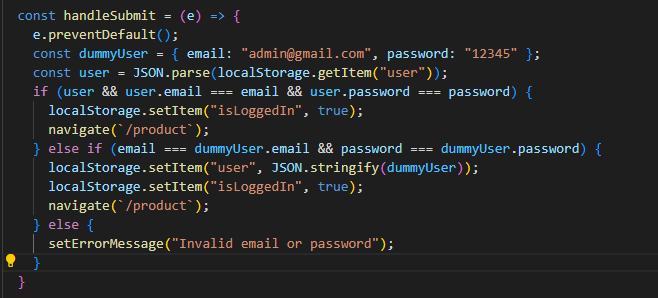 const handleSubmit = (e) => {
e.preventDefault();
const dummyUser = { email: "admin@gmail.com", password: "12345" };
const user = JSON.parse(localStorage.getItem("user"));
if (user && user.email === email && user.password === password) {
localStorage.setItem("isLoggedIn", true);
navigate(`/product`);
} else if (email === dummyUser.email && password === dummyUser.password) {
localStorage.setItem("user", JSON.stringify(dummyUser));
localStorage.setItem("isLoggedIn", true);
navigate(`/product`);
} else {
setErrorMessage("Invalid email or password");
}
}